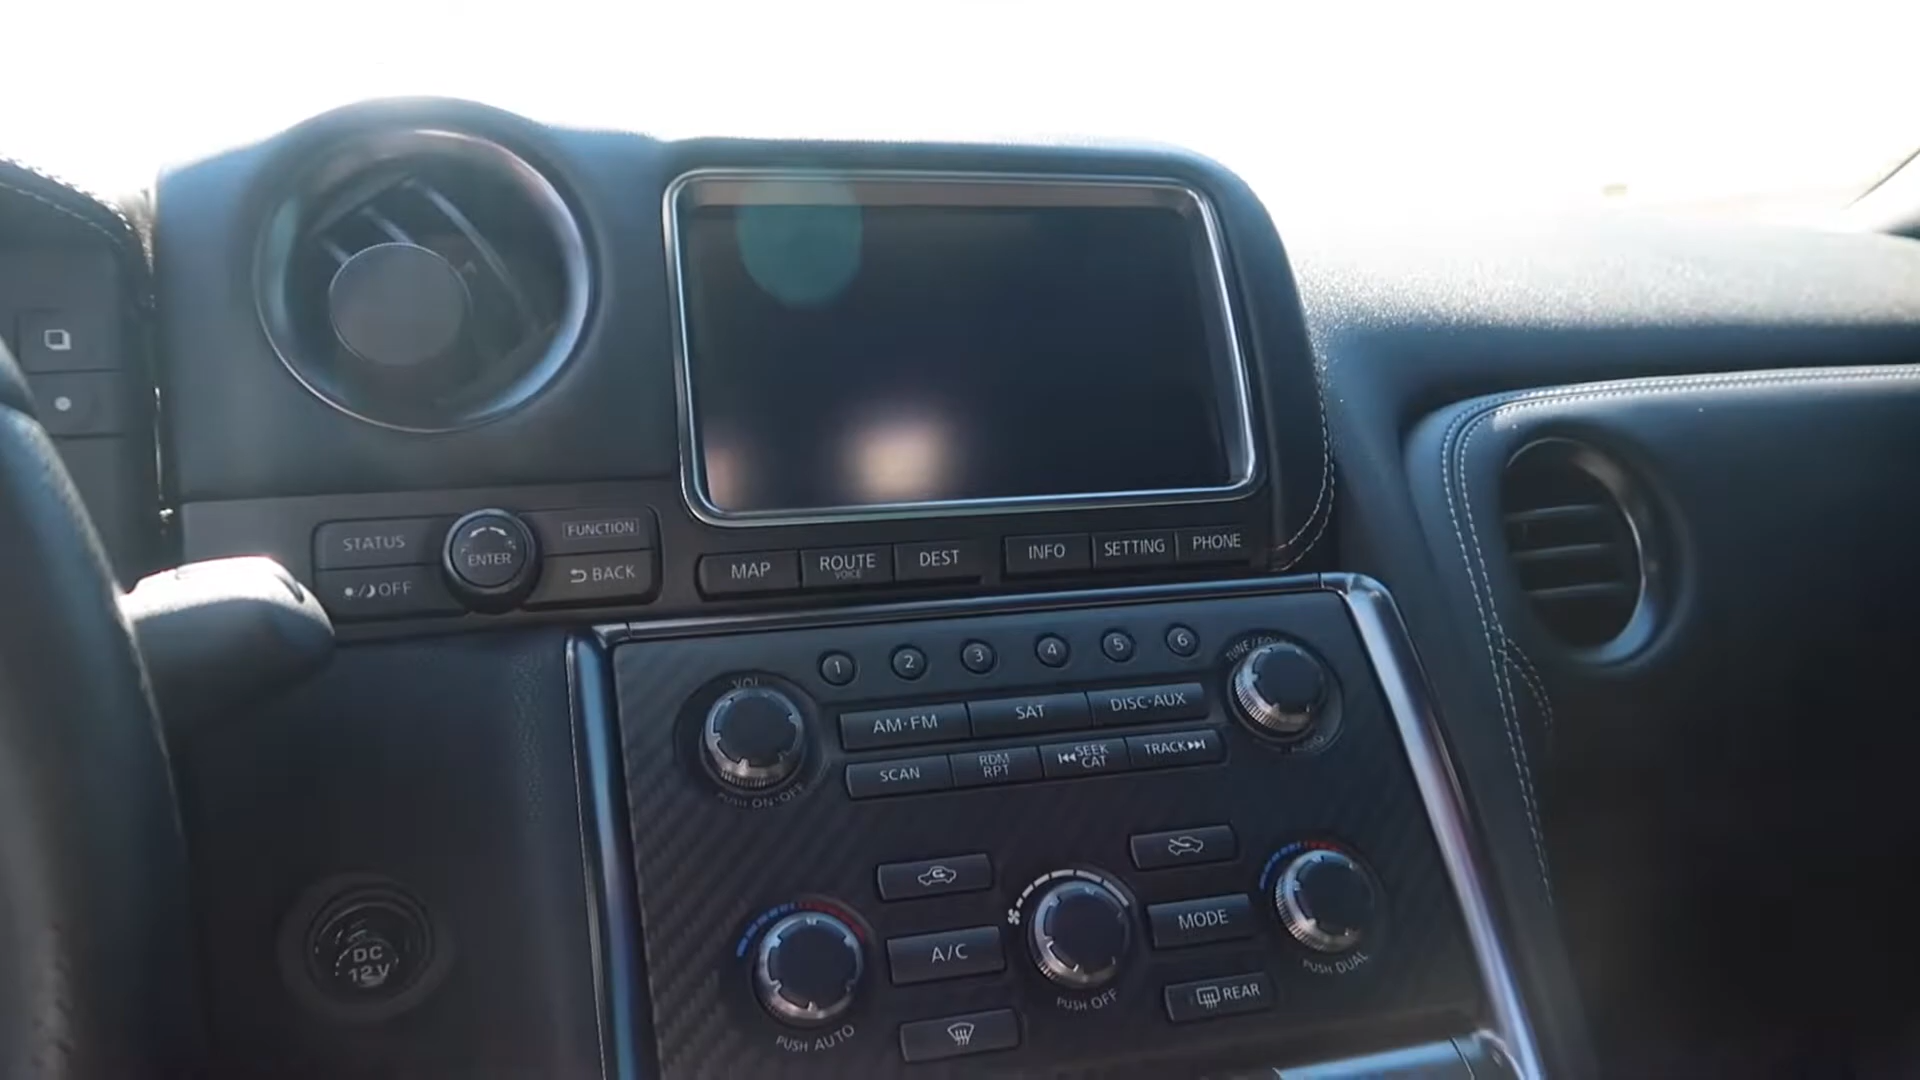 STATUS
FUNCTION
ENTER
OFF
BACK
MAP
ROUTE
VOICE
DEST
INFO
SETTING
PHONE
1 2 3 4 5 6
VOL
AM·FM
SAT
DISC·AUX
SCAN
RDM
RPT
SEEK
CAT
TRACK
PUSH ON·OFF
A/C
MODE
PUSH DUAL
REAR
PUSH OFF
PUSH AUTO
DC
12V